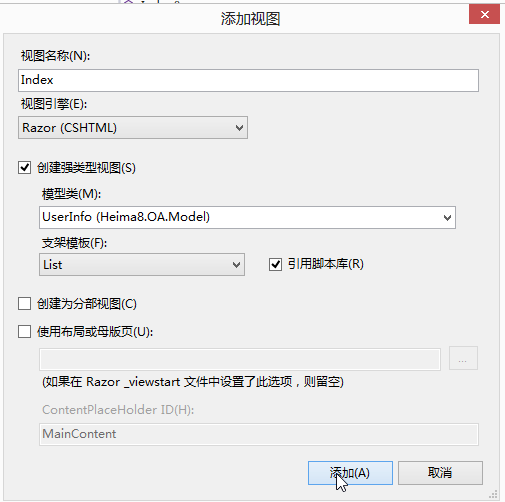 添加视图
视图名称(N):
Index
视图引擎(E):
Razor (CSHTML)
创建强类型视图(S)
模型类(M):
UserInfo (Heima8.OA.Model)
支架模板(F):
List
引用脚本库(R)
创建为分部视图(C)
使用布局或母版页(U):
...
(如果在 Razor _viewstart 文件中设置了此选项，则留空)
ContentPlaceHolder ID(H):
MainContent
添加(A)
取消